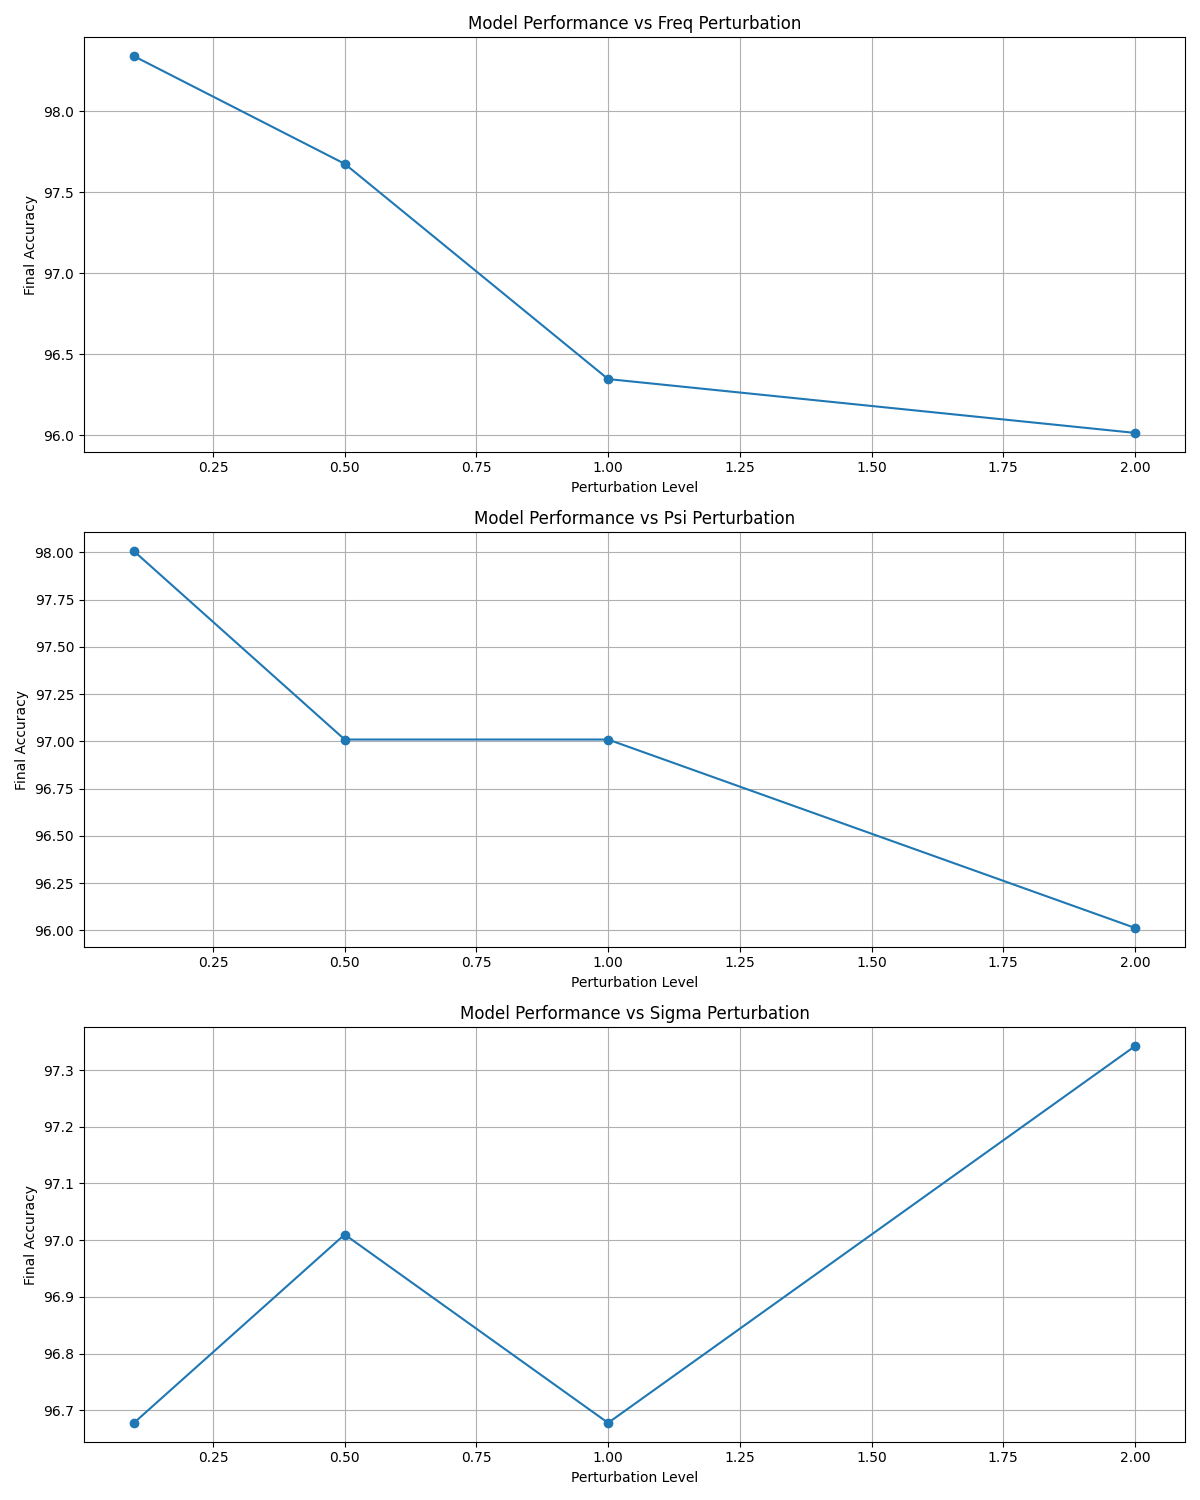 Model Performance vs Freq Perturbation
Final Accuracy
98.0
97.5
97.0
96.5
96.0
0.25 0.50 0.75 1.00 1.25 1.50 1.75 2.00
Perturbation Level
Model Performance vs Psi Perturbation
Final Accuracy
98.00
97.75
97.50
97.25
97.00
96.75
96.50
96.25
96.00
0.25 0.50 0.75 1.00 1.25 1.50 1.75 2.00
Perturbation Level
Model Performance vs Sigma Perturbation
Final Accuracy
97.3
97.2
97.1
97.0
96.9
96.8
96.7
0.25 0.50 0.75 1.00 1.25 1.50 1.75 2.00
Perturbation Level